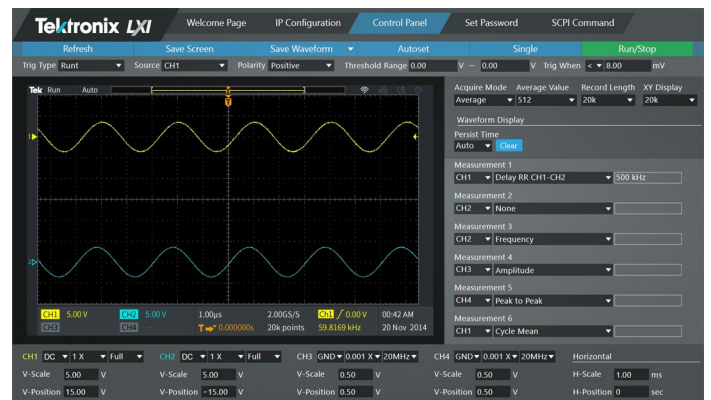 Tektronix LXI Welcome Page IP Configuration Control Panel Set Password SCPI Command
Refresh Save Screen Save Waveform Autoset Single Run/Stop
Trig Type Runt Source CH1 Polarity Positive Threshold Range 0.00 V - 0.00 V Trig When < 8.00 mV
Tek Run Auto
T
1
2
CH1 5.00 V CH2 5.00 V 1.00µs 2.00GS/S Ch1 / 0.00 V 00:42 AM
CH3 -- CH4 -- T 0.000000s 20k points 59.8169 kHz 20 Nov 2014
Acquire Mode Average Value Record Length XY Display
Average 512 20k 20k
Waveform Display
Persist Time
Auto Clear
Measurement 1
CH1 Delay RR CH1-CH2 500 kHz
Measurement 2
CH2 None
Measurement 3
CH2 Frequency
Measurement 4
CH3 Amplitude
Measurement 5
CH4 Peak to Peak
Measurement 6
CH1 Cycle Mean
CH1 DC 1 X Full CH2 DC 1 X Full CH3 GND 0.001 X 20MHz CH4 GND 0.001 X 20MHz Horizontal
V-Scale 5.00 V V-Scale 5.00 V V-Scale 0.50 V V-Scale 0.50 V H-Scale 1.00 ms
V-Position 15.00 V V-Position -15.00 V V-Position 0.50 V V-Position 0.50 V H-Position 0 sec